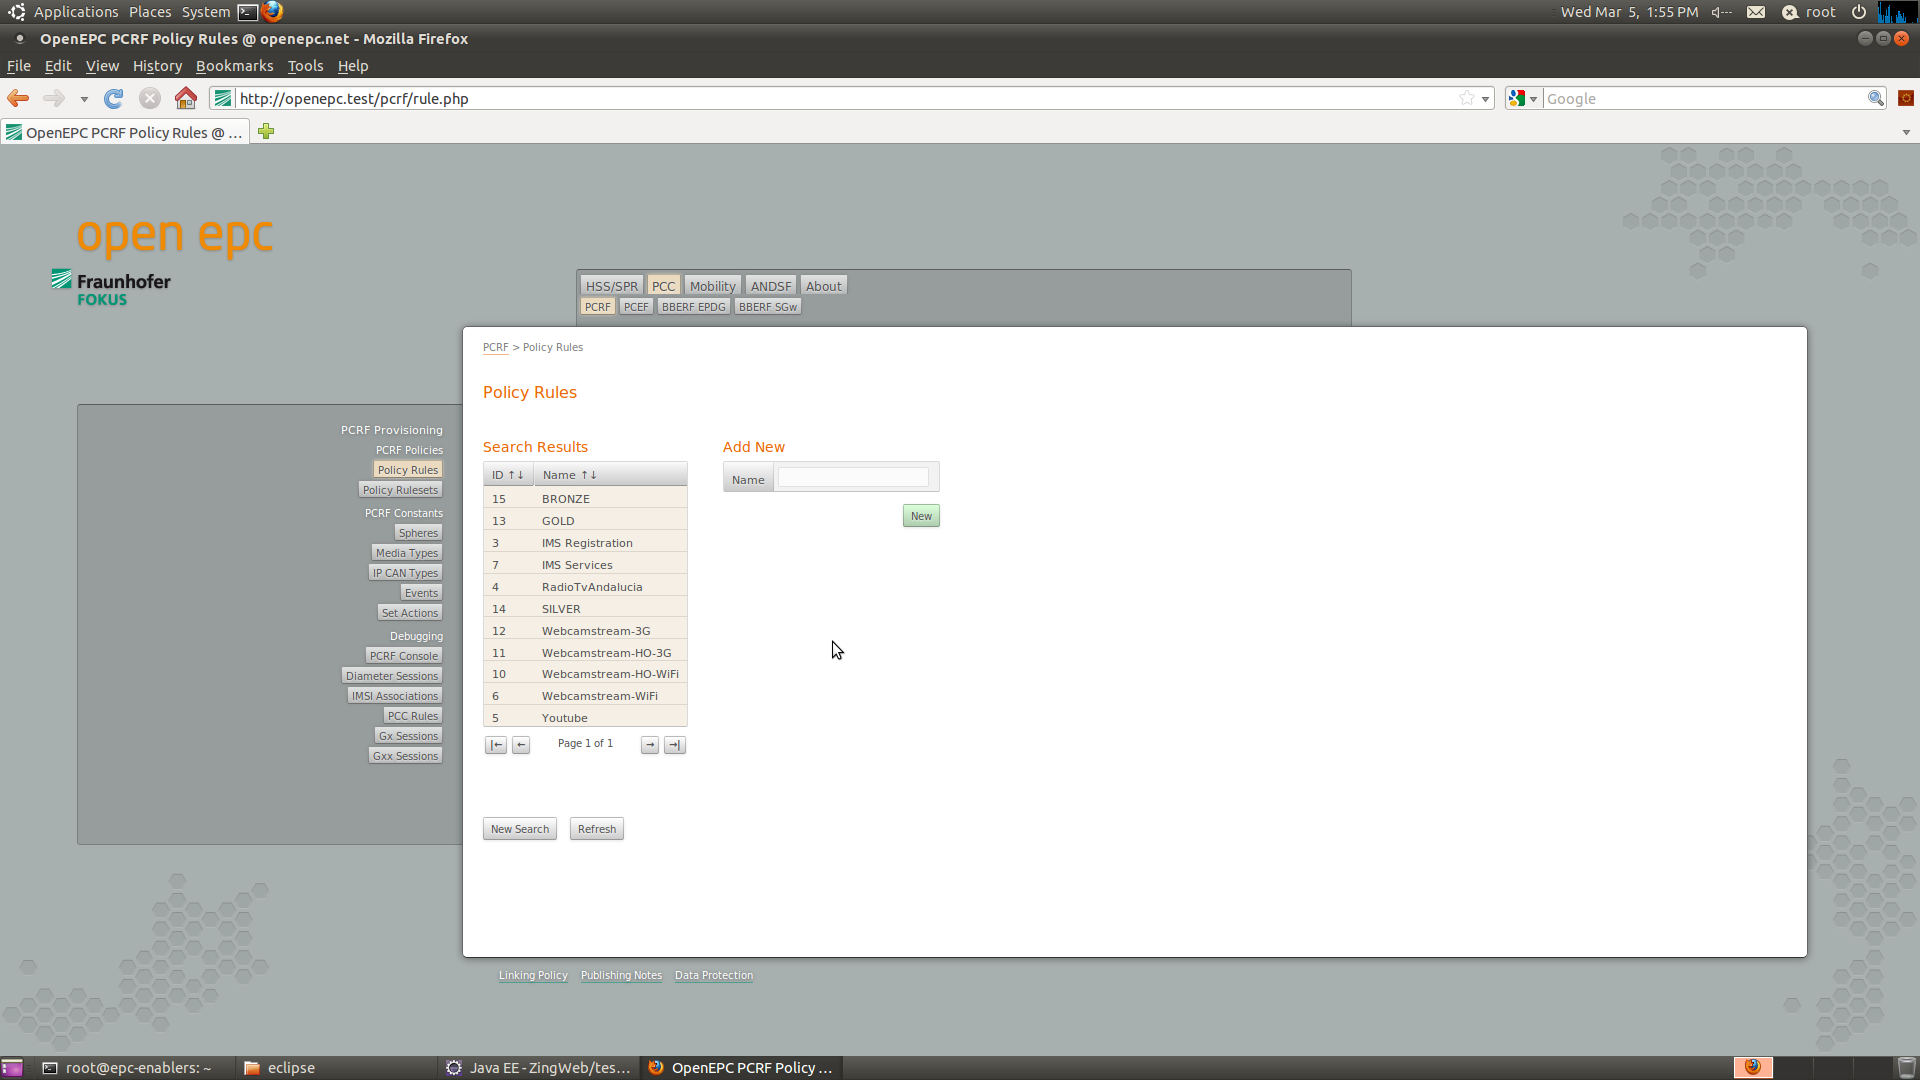 Applications Places System
Wed Mar 5, 1:55 PM
root
OpenEPC PCRF Policy Rules @ openepc.net - Mozilla Firefox
File Edit View History Bookmarks Tools Help
http://openepc.test/pcrf/rule.php
Google
OpenEPC PCRF Policy Rules @ ...
open epc
Fraunhofer
FOKUS
HSS/SPR PCC Mobility ANDSF About
PCRF PCEF BBERF EPDG BBERF SGw
PCRF > Policy Rules
Policy Rules
PCRF Provisioning
PCRF Policies
Policy Rules
Policy Rulesets
PCRF Constants
Spheres
Media Types
IP CAN Types
Events
Set Actions
Debugging
PCRF Console
Diameter Sessions
IMSI Associations
PCC Rules
Gx Sessions
Gxx Sessions
Search Results
ID ↑↓ Name ↑↓
15 BRONZE
13 GOLD
3 IMS Registration
7 IMS Services
4 RadioTvAndalucia
14 SILVER
12 Webcamstream-3G
11 Webcamstream-HO-3G
10 Webcamstream-HO-WiFi
6 Webcamstream-WiFi
5 Youtube
|← ← Page 1 of 1 → →|
Add New
Name
New
New Search Refresh
Linking Policy Publishing Notes Data Protection
root@epc-enablers: ~
eclipse
Java EE - ZingWeb/tes...
OpenEPC PCRF Policy ...